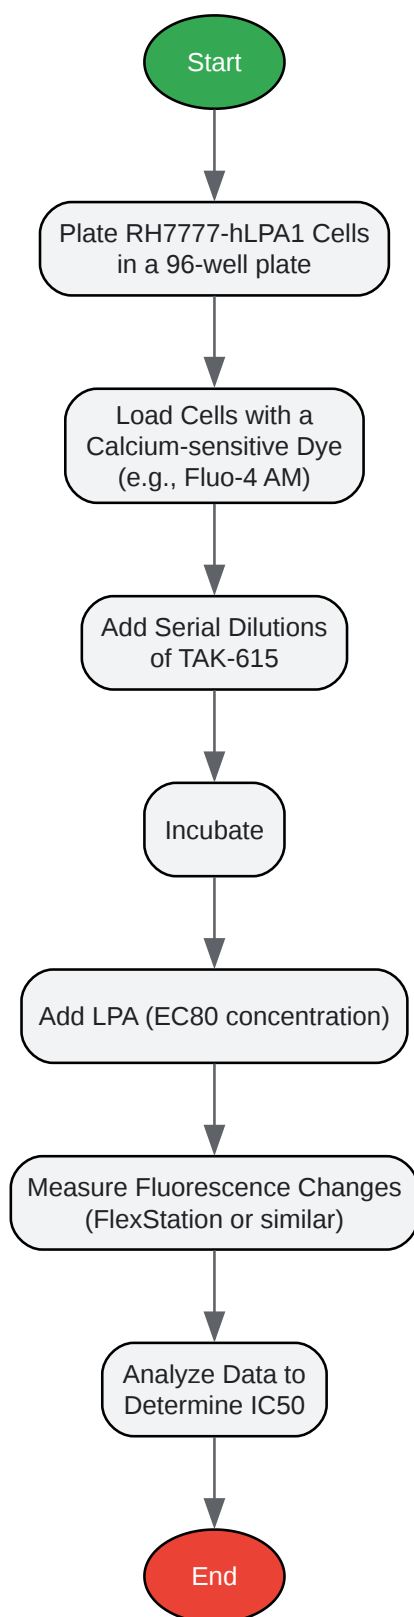 Start
Plate RH7777-hLPA1 Cells
in a 96-well plate
Load Cells with a
Calcium-sensitive Dye
(e.g., Fluo-4 AM)
Add Serial Dilutions
of TAK-615
Incubate
Add LPA (EC80 concentration)
Measure Fluorescence Changes
(FlexStation or similar)
Analyze Data to
Determine IC50
End